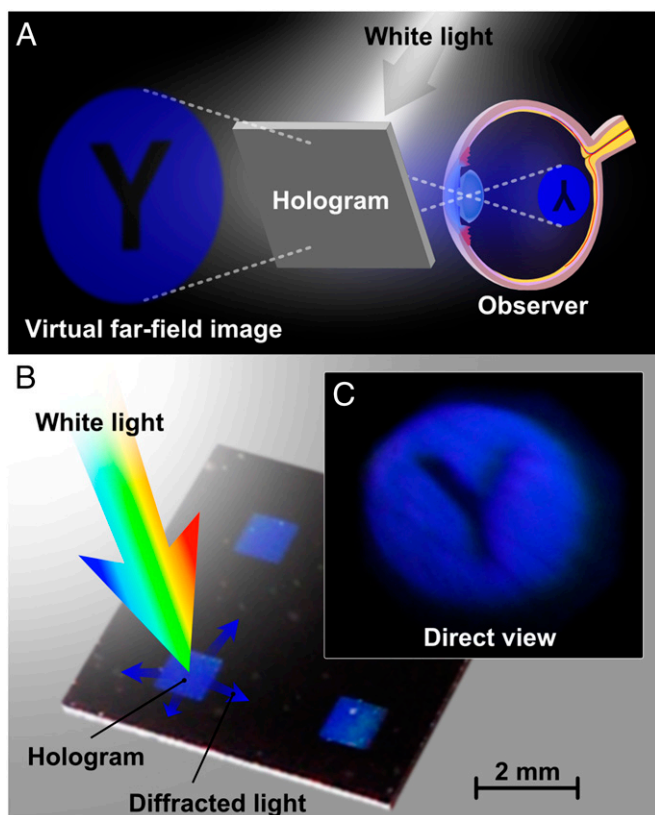 A
White light
Y
Hologram
Y
Observer
Virtual far-field image
B
White light
C
Y
Direct view
Hologram
Diffracted light
2 mm